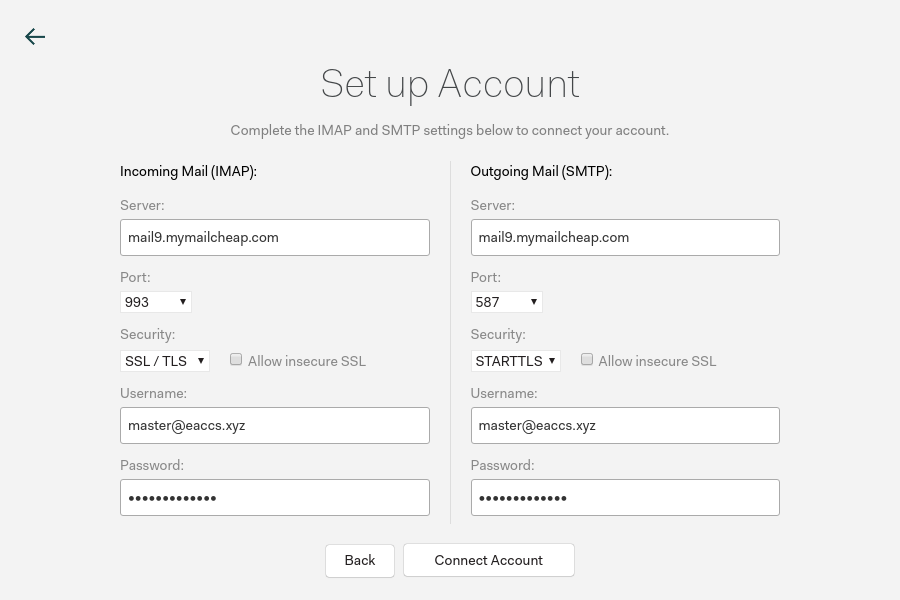 Set up Account
Complete the IMAP and SMTP settings below to connect your account.
Incoming Mail (IMAP):
Server:
mail9.mymailcheap.com
Port:
993
Security:
SSL / TLS
Allow insecure SSL
Username:
master@eaccs.xyz
Password:
•••••••••••••
Outgoing Mail (SMTP):
Server:
mail9.mymailcheap.com
Port:
587
Security:
STARTTLS
Allow insecure SSL
Username:
master@eaccs.xyz
Password:
•••••••••••••
Back
Connect Account